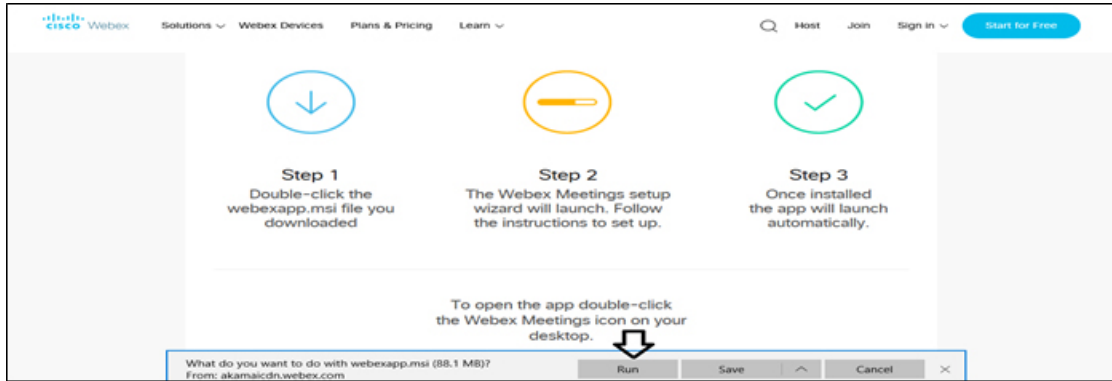 cisco Webex Solutions Webex Devices Plans & Pricing Learn Host Join Sign in Start for Free
Step 1
Double-click the
webexapp.msi file you
downloaded
Step 2
The Webex Meetings setup
wizard will launch. Follow
the instructions to set up.
Step 3
Once installed
the app will launch
automatically.
To open the app double-click
the Webex Meetings icon on your
desktop.
What do you want to do with webexapp.msi (88.1 MB)?
From: akamaicdn.webex.com
Run Save Cancel